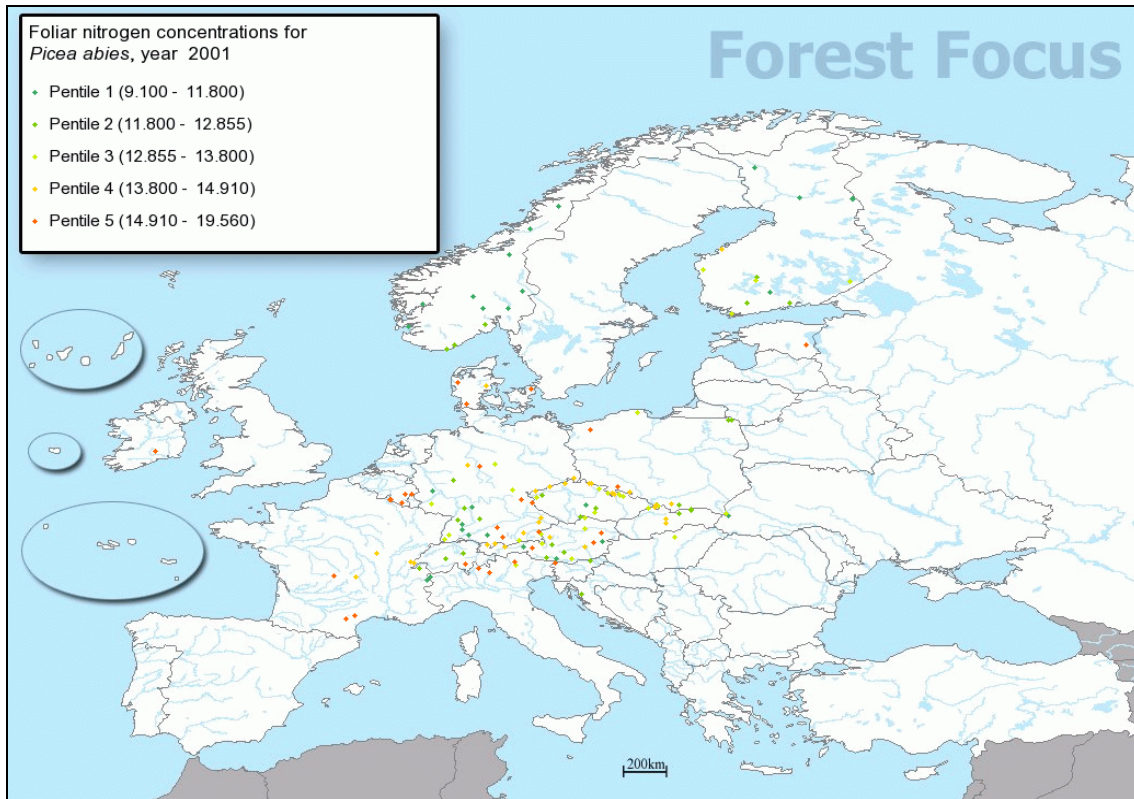 Foliar nitrogen concentrations for
Picea abies, year 2001
Pentile 1 (9.100 - 11.800)
Pentile 2 (11.800 - 12.855)
Pentile 3 (12.855 - 13.800)
Pentile 4 (13.800 - 14.910)
Pentile 5 (14.910 - 19.560)
Forest Focus
200km